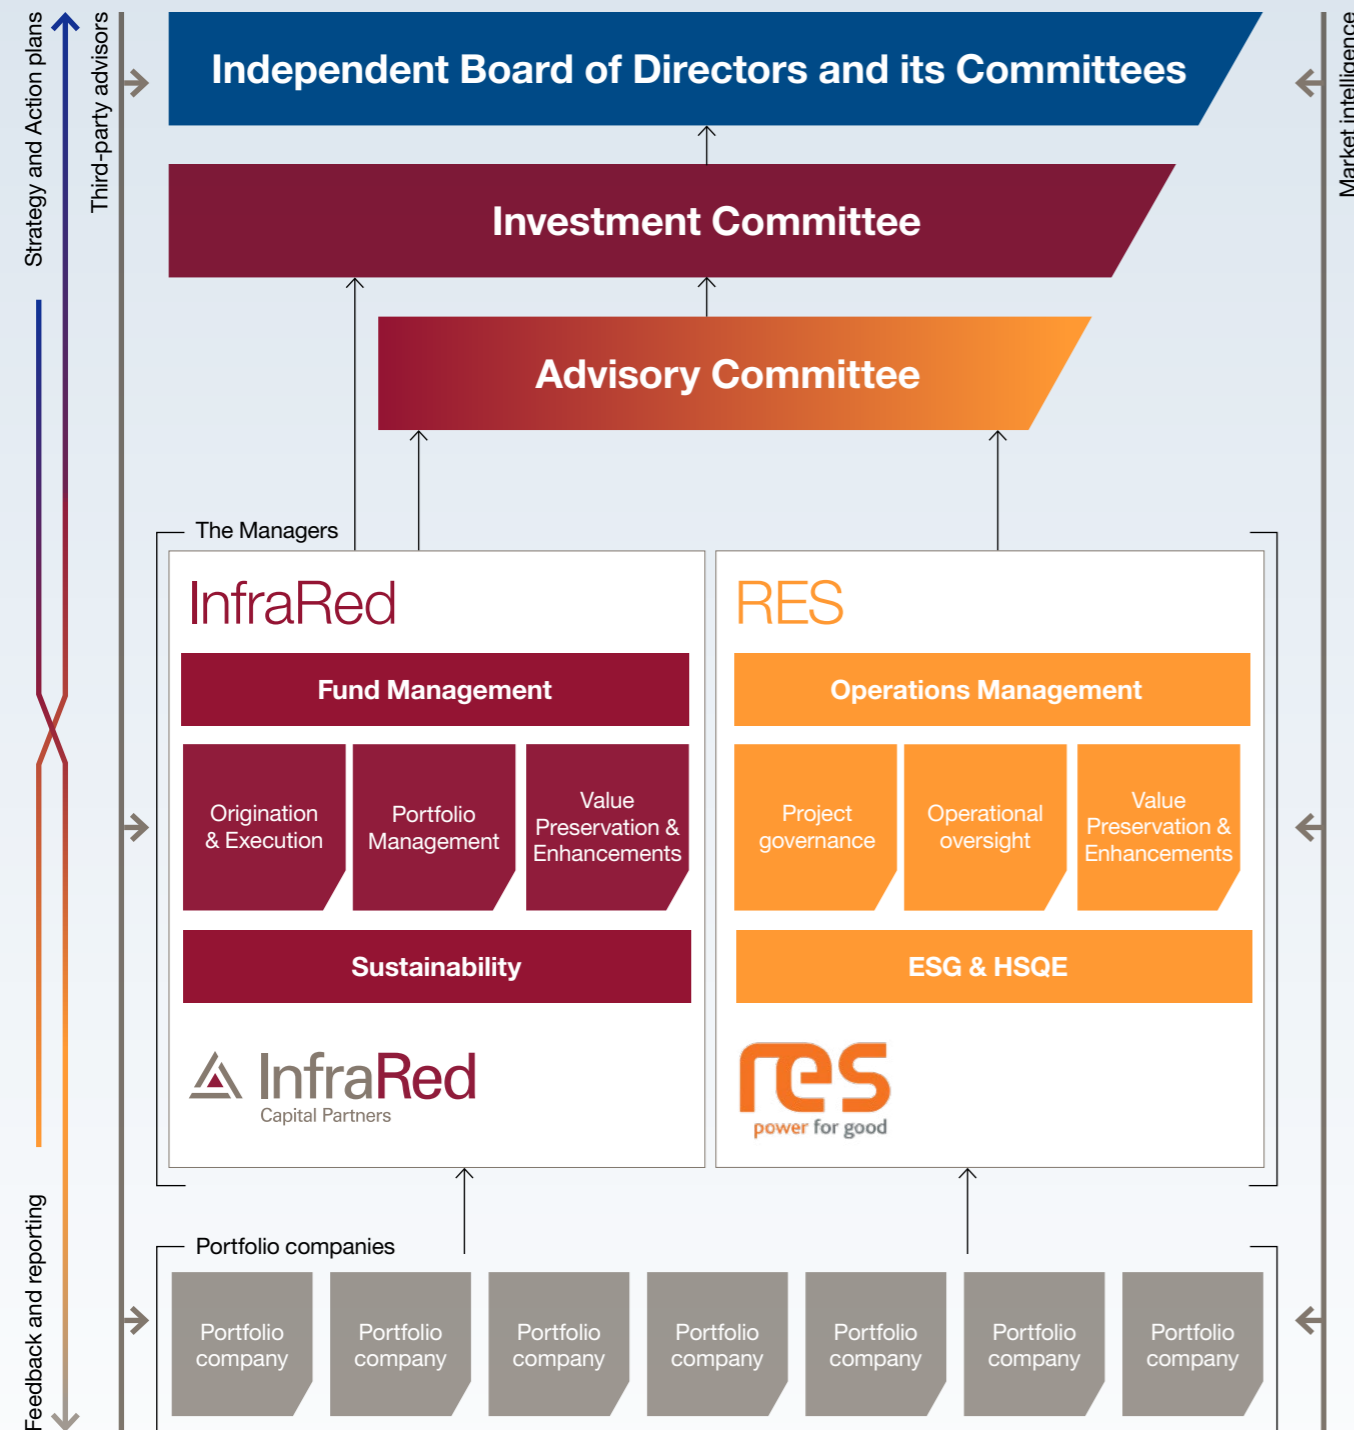 Strategy and Action plans
Third-party advisors
Market intelligence
Independent Board of Directors and its Committees
Investment Committee
Advisory Committee
The Managers
InfraRed
Fund Management
Origination
& Execution
Portfolio
Management
Value
Preservation &
Enhancements
Sustainability
InfraRed
Capital Partners
RES
Operations Management
Project
governance
Operational
oversight
Value
Preservation &
Enhancements
ESG & HSQE
res
power for good
Feedback and reporting
Portfolio companies
Portfolio
company
Portfolio
company
Portfolio
company
Portfolio
company
Portfolio
company
Portfolio
company
Portfolio
company